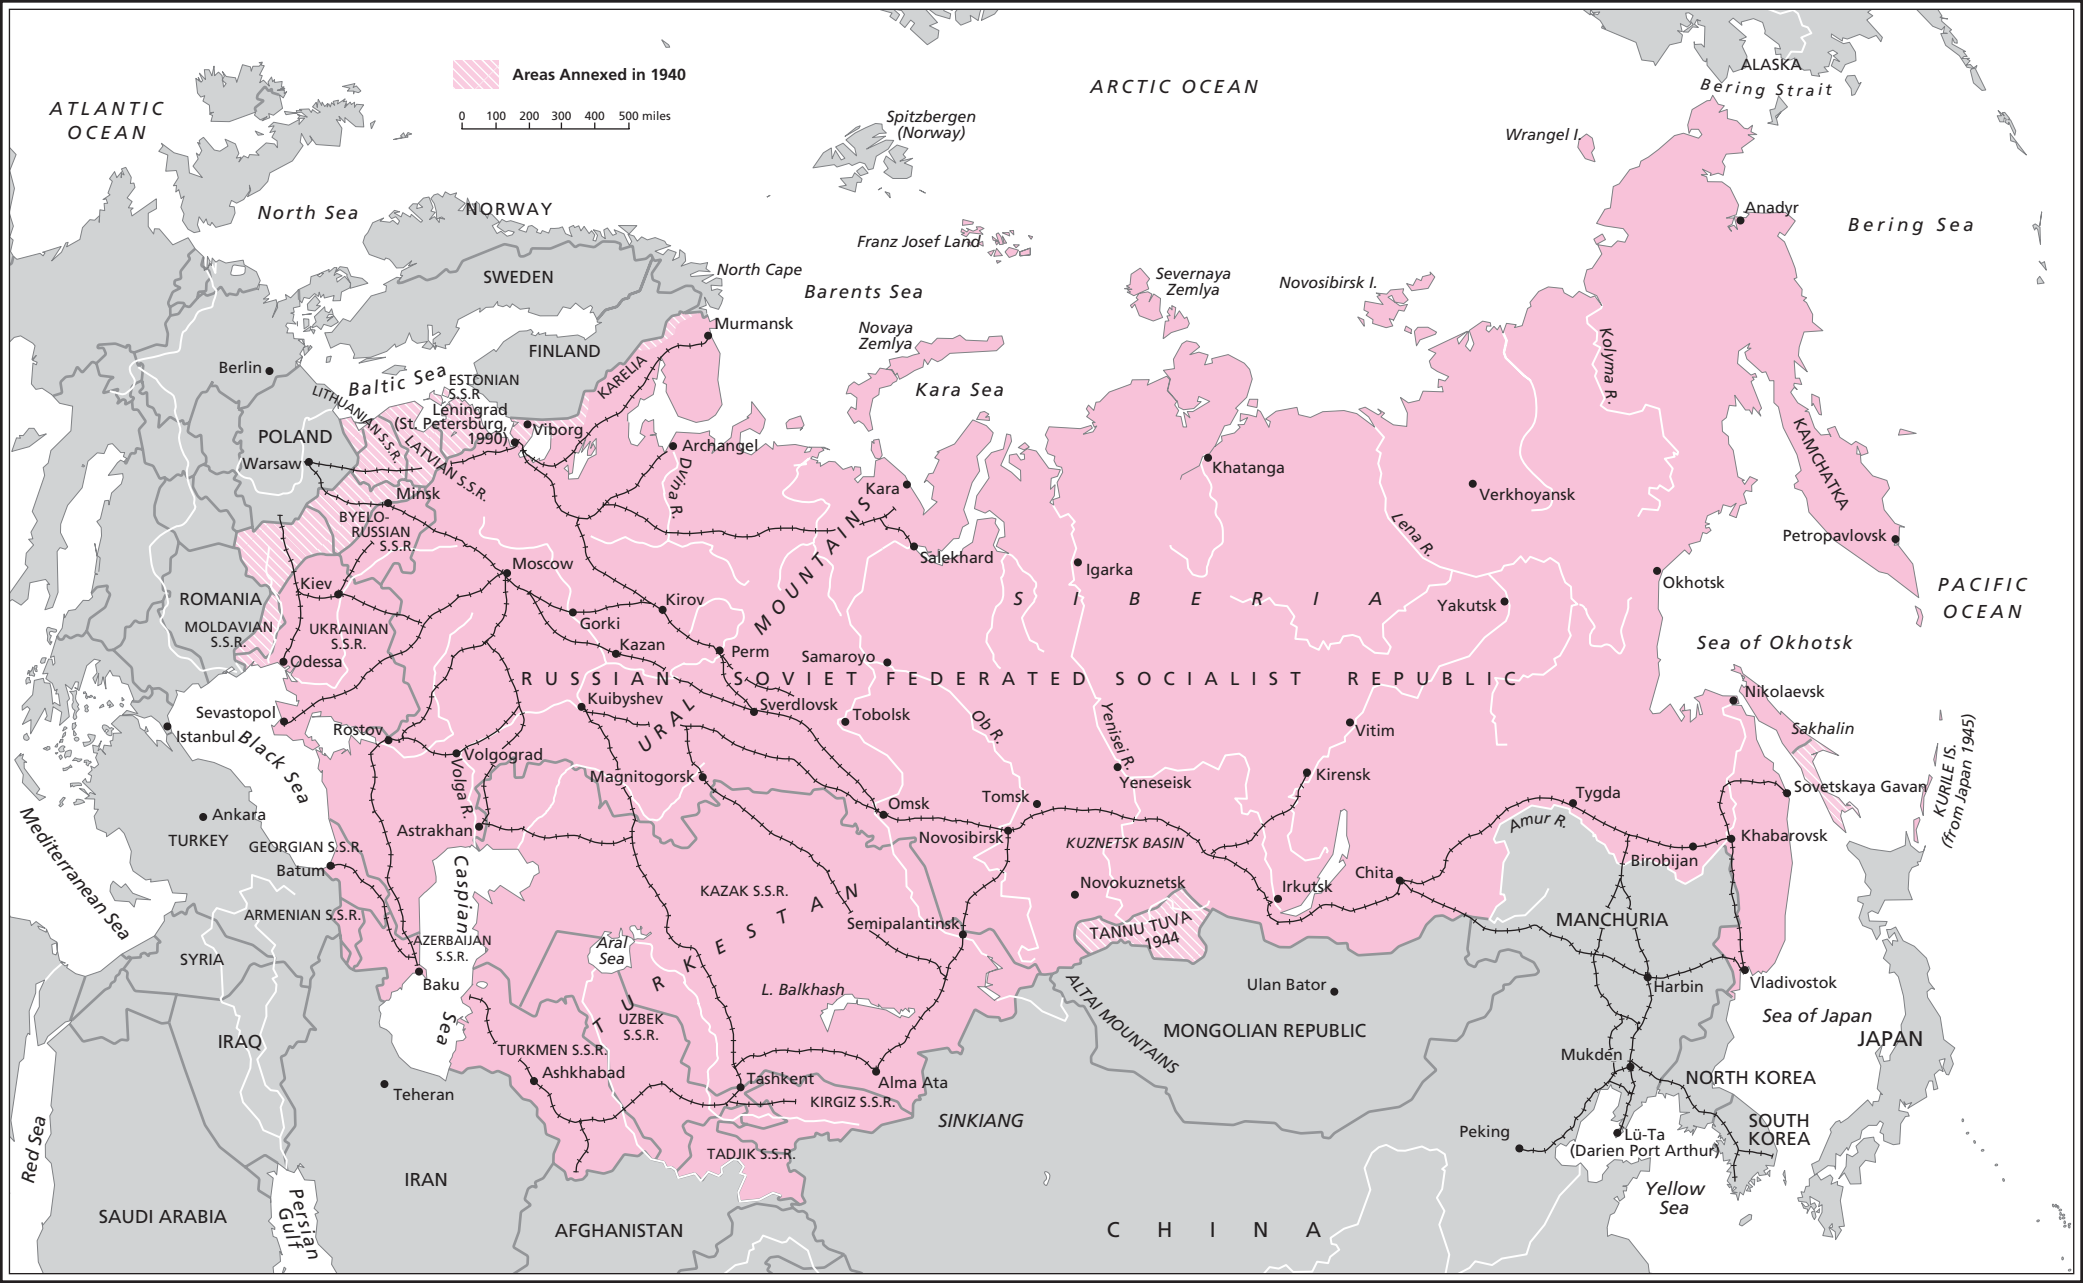 Areas Annexed in 1940
0 100 200 300 400 500 miles
ATLANTIC
OCEAN
ARCTIC OCEAN
ALASKA
Bering Strait
Spitzbergen
(Norway)
Wrangel I.
North Sea
NORWAY
Anadyr
Bering Sea
Franz Josef Land
SWEDEN
North Cape
Barents Sea
Severnaya
Zemlya
Novosibirsk I.
Murmansk
Novaya
Zemlya
Kolyma R.
FINLAND
Berlin
Baltic Sea
KARELIA
Kara Sea
ESTONIAN
S.S.R
LITHUANIAN S.S.R.
Leningrad
(St. Petersburg,
1990)
Viborg
POLAND
LATVIAN S.S.R.
Archangel
Warsaw
Dvina R.
Khatanga
KAMCHATKA
Kara
Verkhoyansk
Minsk
BYELO-
RUSSIAN
S.S.R.
Lena R.
Petropavlovsk
Salekhard
Moscow
Igarka
Okhotsk
PACIFIC
OCEAN
Kiev
ROMANIA
Kirov
URAL MOUNTAINS
SIBERIA
Yakutsk
MOLDAVIAN
S.S.R.
UKRAINIAN
S.S.R.
Gorki
Kazan
Perm
Samaroyo
Sea of Okhotsk
Odessa
RUSSIAN SOVIET FEDERATED SOCIALIST REPUBLIC
Nikolaevsk
Kuibyshev
Sverdlovsk
Tobolsk
Ob R.
Yenisei R.
Vitim
Sakhalin
Sevastopol
Istanbul
Black Sea
Rostov
Volgograd
Volga R.
Magnitogorsk
Yeneseisk
Kirensk
Sovetskaya Gavan
KURILE IS.
(from Japan 1945)
Mediterranean Sea
Ankara
TURKEY
Astrakhan
Omsk
Tomsk
Tygda
Amur R.
Novosibirsk
KUZNETSK BASIN
Khabarovsk
Birobijan
GEORGIAN S.S.R.
Batum
Caspian Sea
KAZAK S.S.R.
Novokuznetsk
Irkutsk
Chita
ARMENIAN S.S.R.
TURKESTAN
Semipalantinsk
TANNU TUVA
1944
MANCHURIA
SYRIA
AZERBAIJAN
S.S.R.
Aral
Sea
Baku
L. Balkhash
ALTAI MOUNTAINS
Ulan Bator
Harbin
Vladivostok
IRAQ
UZBEK
S.S.R.
MONGOLIAN REPUBLIC
Sea of Japan
JAPAN
TURKMEN S.S.R.
Ashkhabad
Mukden
Teheran
Tashkent
Alma Ata
NORTH KOREA
KIRGIZ S.S.R.
SINKIANG
Red Sea
Peking
Lü-Ta
(Darien Port Arthur)
SOUTH
KOREA
TADJIK S.S.R.
IRAN
Yellow
Sea
SAUDI ARABIA
Persian
Gulf
AFGHANISTAN
CHINA